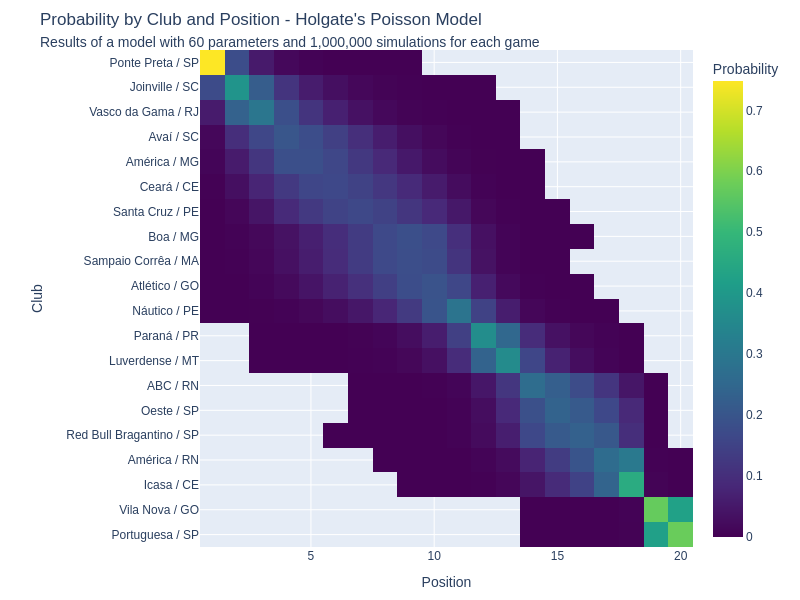 Probability by Club and Position - Holgate's Poisson Model
Results of a model with 60 parameters and 1,000,000 simulations for each game
Probability
Ponte Preta / SP
Joinville / SC
Vasco da Gama / RJ
Avaí / SC
América / MG
Ceará / CE
Santa Cruz / PE
Boa / MG
Sampaio Corrêa / MA
Atlético / GO
Náutico / PE
Paraná / PR
Luverdense / MT
ABC / RN
Oeste / SP
Red Bull Bragantino / SP
América / RN
Icasa / CE
Vila Nova / GO
Portuguesa / SP
Club
5 10 15 20
Position
0.7
0.6
0.5
0.4
0.3
0.2
0.1
0